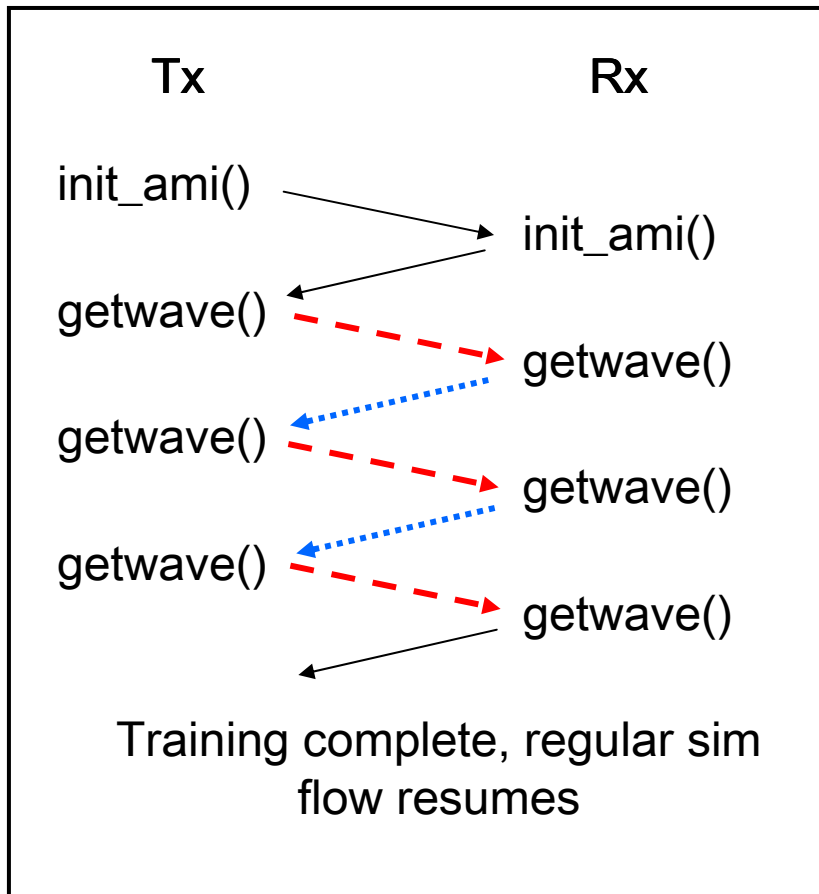 Tx
Rx
init_ami()
init_ami()
getwave()
getwave()
getwave()
getwave()
getwave()
getwave()
Training complete, regular sim
flow resumes